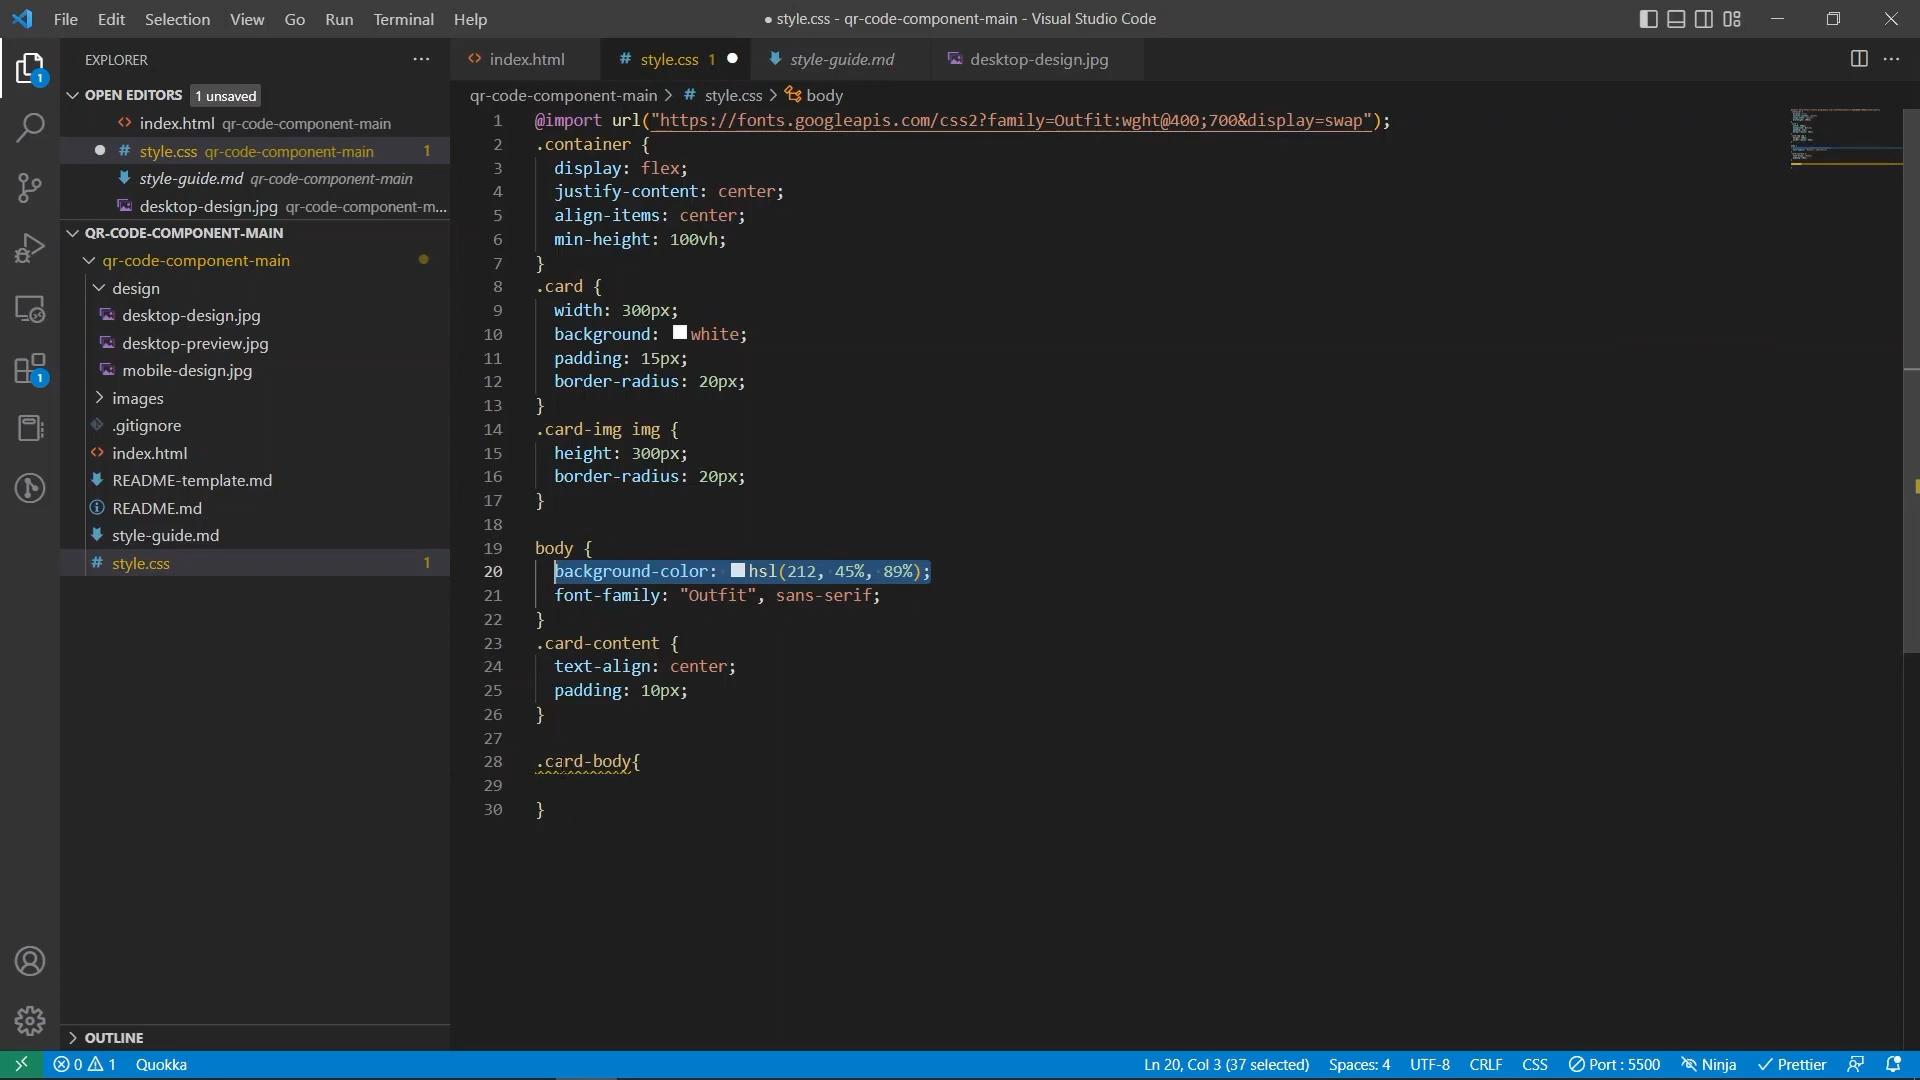 File Edit Selection View Go Run Terminal Help
● style.css - qr-code-component-main - Visual Studio Code
EXPLORER
index.html
# style.css 1
style-guide.md
desktop-design.jpg
OPEN EDITORS 1 unsaved
index.html qr-code-component-main
# style.css qr-code-component-main 1
style-guide.md qr-code-component-main
desktop-design.jpg qr-code-component-m...
QR-CODE-COMPONENT-MAIN
qr-code-component-main
design
desktop-design.jpg
desktop-preview.jpg
mobile-design.jpg
images
.gitignore
index.html
README-template.md
README.md
style-guide.md
# style.css 1
OUTLINE
1
1
qr-code-component-main > # style.css > body
1 @import url("https://fonts.googleapis.com/css2?family=Outfit:wght@400;700&display=swap");
2 .container {
3 display: flex;
4 justify-content: center;
5 align-items: center;
6 min-height: 100vh;
7 }
8 .card {
9 width: 300px;
10 background: white;
11 padding: 15px;
12 border-radius: 20px;
13 }
14 .card-img img {
15 height: 300px;
16 border-radius: 20px;
17 }
18
19 body {
20 background-color: hsl(212, 45%, 89%);
21 font-family: "Outfit", sans-serif;
22 }
23 .card-content {
24 text-align: center;
25 padding: 10px;
26 }
27
28 .card-body{
29
30 }
0 1 Quokka
Ln 20, Col 3 (37 selected) Spaces: 4 UTF-8 CRLF CSS Port : 5500 Ninja Prettier